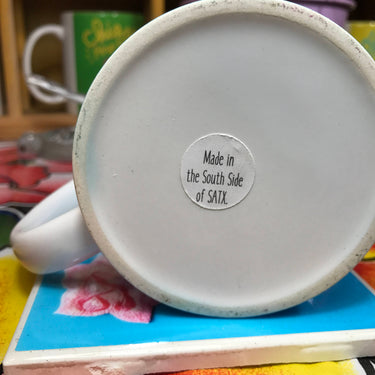 Made in
the South Side
of SATX.